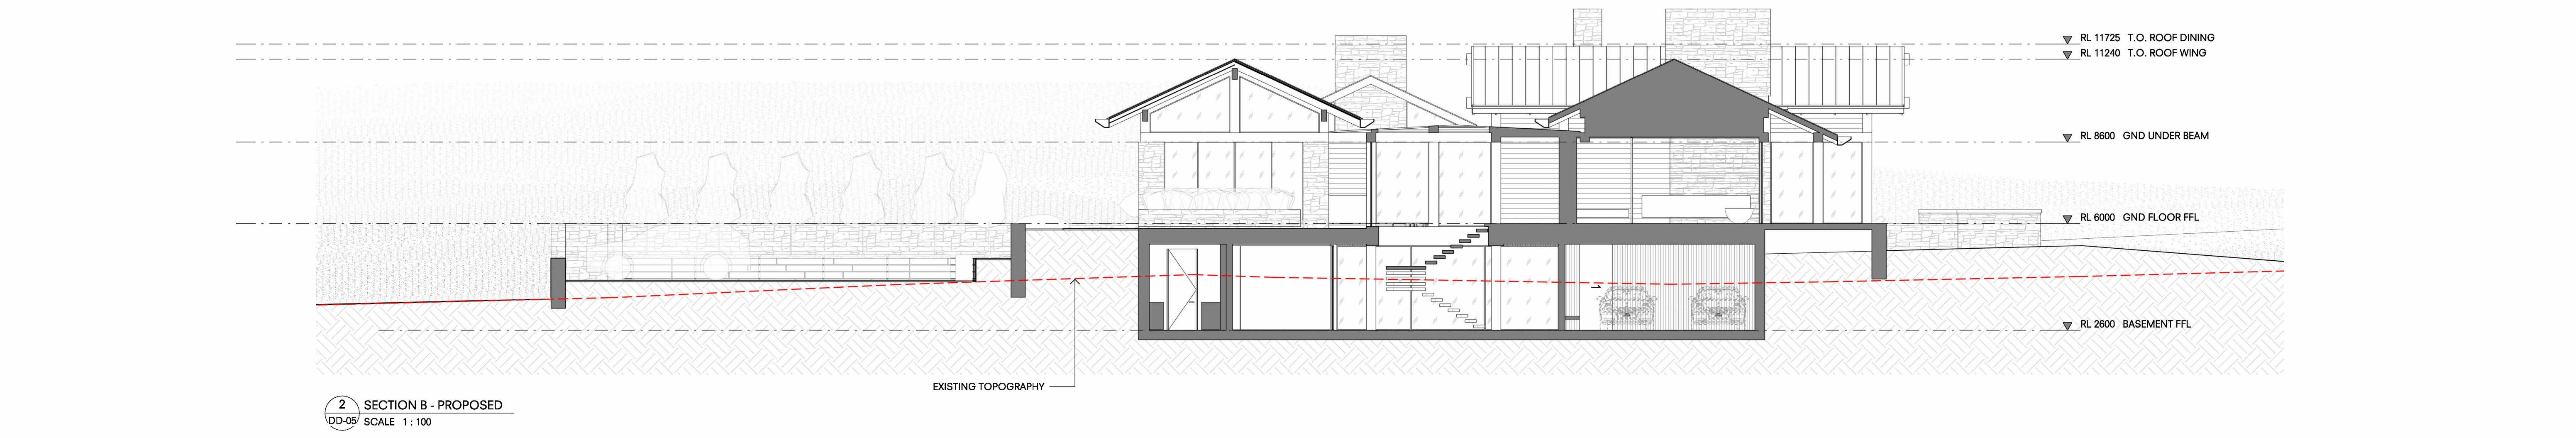 RL 11725 T.O. ROOF DINING
RL 11240 T.O. ROOF WING
RL 8600 GND UNDER BEAM
RL 6000 GND FLOOR FFL
RL 2600 BASEMENT FFL
EXISTING TOPOGRAPHY
2 SECTION B - PROPOSED
DD-05 SCALE 1 : 100